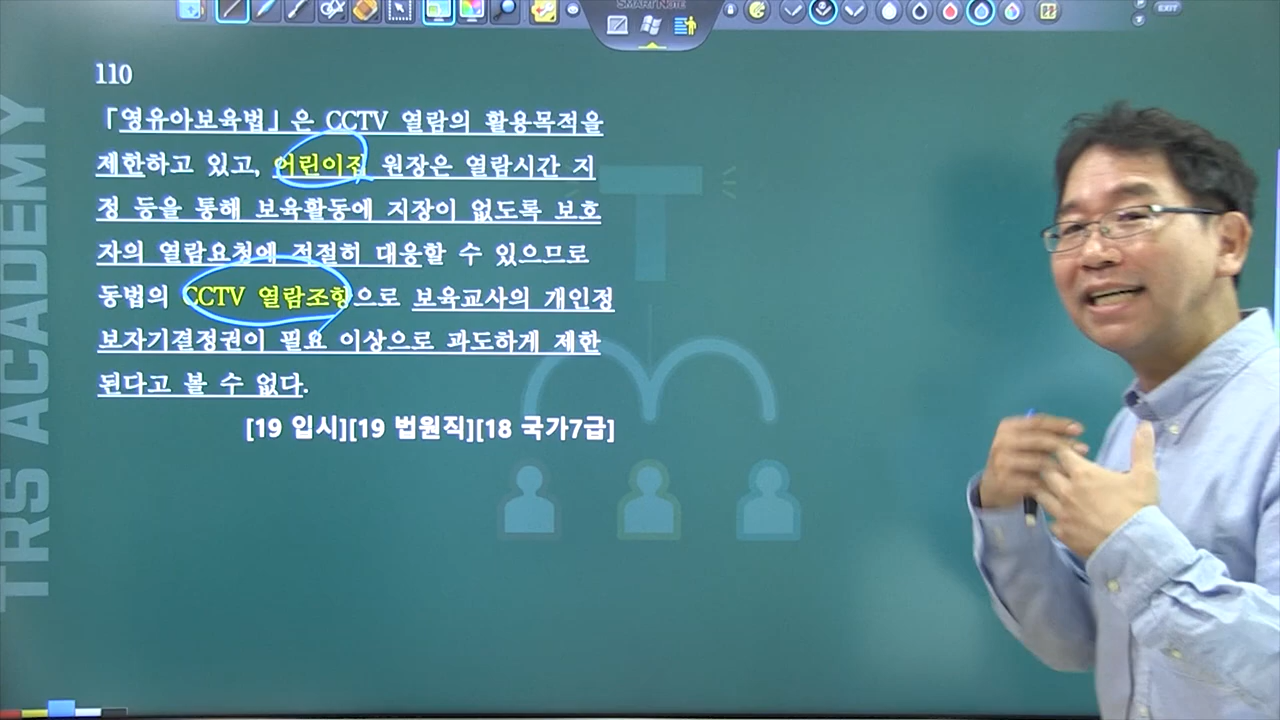 SMART NOTE
EXIT
110
「영유아보육법」은 CCTV 열람의 활용목적을
제한하고 있고, 어린이집 원장은 열람시간 지
정 등을 통해 보육활동에 지장이 없도록 보호
자의 열람요청에 적절히 대응할 수 있으므로
동법의 CCTV 열람조항으로 보육교사의 개인정
보자기결정권이 필요 이상으로 과도하게 제한
된다고 볼 수 없다.
[19 입시][19 법원직][18 국가7급]
TRS ACADEMY